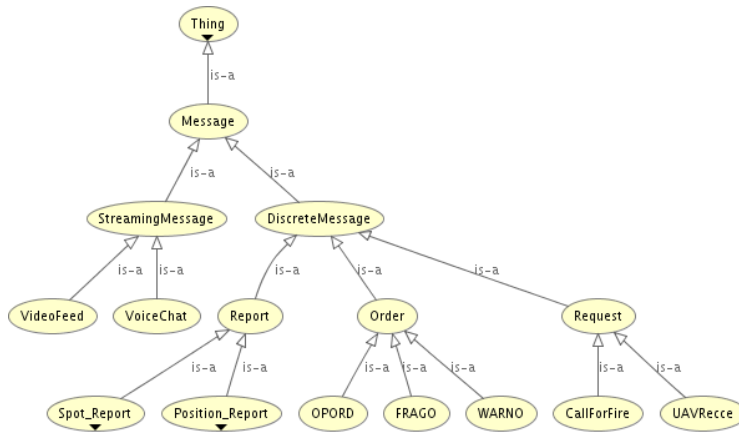 Thing
is-a
Message
is-a is-a
StreamingMessage DiscreteMessage
is-a is-a is-a is-a is-a
VideoFeed VoiceChat Report Order Request
is-a is-a is-a is-a is-a is-a is-a
Spot_Report Position_Report OPORD FRAGO WARNO CallForFire UAVRecce